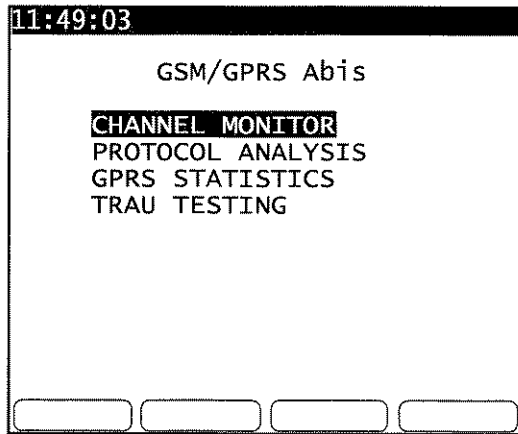 11:49:03
GSM/GPRS Abis
CHANNEL MONITOR
PROTOCOL ANALYSIS
GPRS STATISTICS
TRAU TESTING